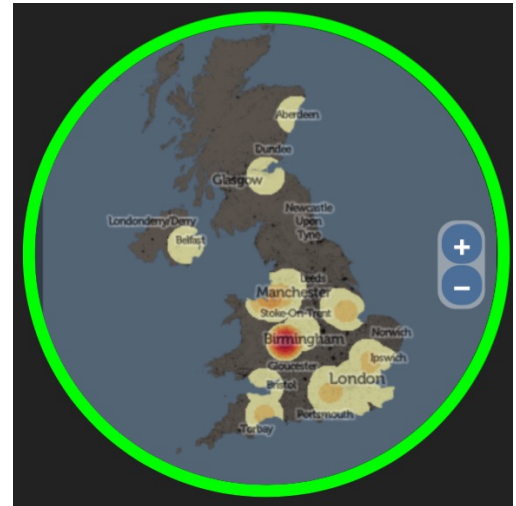 Aberdeen
Dundee
Glasgow
Newcastle
Upon
Tyne
Londonderry/Derry
Belfast
Leeds
Manchester
Stoke-On-Trent
Birmingham
Norwich
Ipswich
Gloucester
London
Bristol
Portsmouth
Torbay
+
−